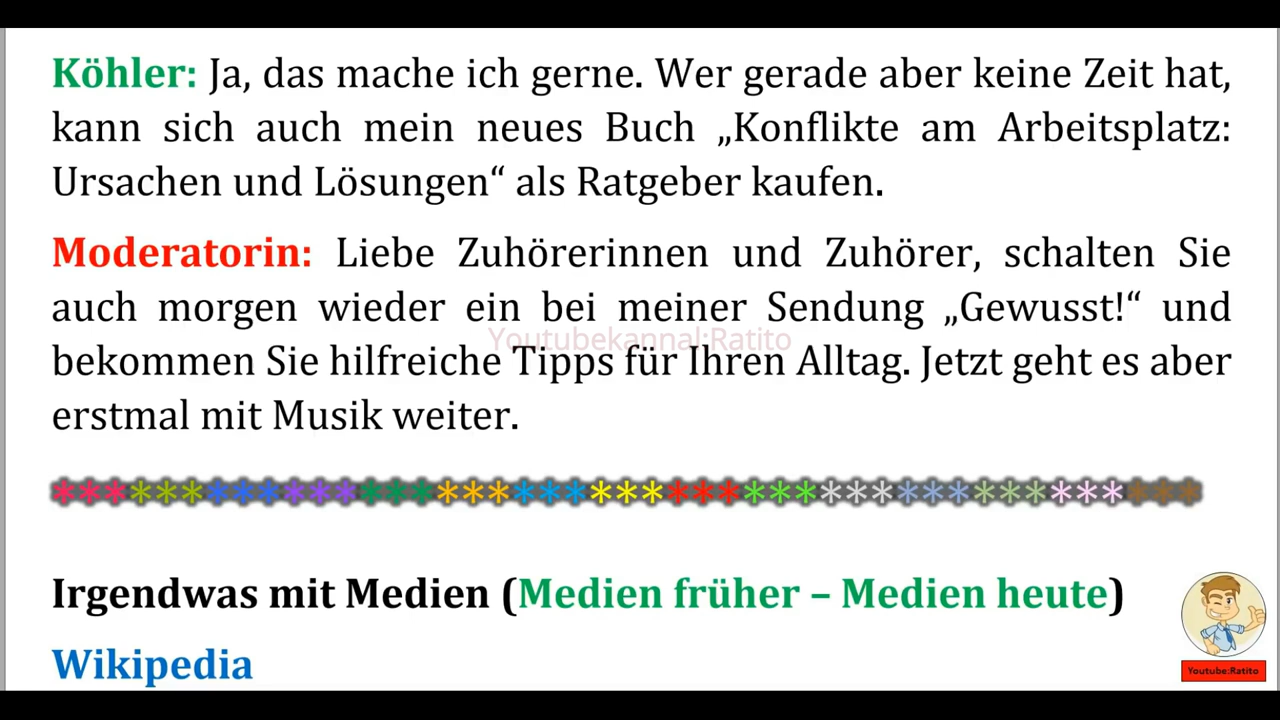 Köhler: Ja, das mache ich gerne. Wer gerade aber keine Zeit hat,
kann sich auch mein neues Buch „Konflikte am Arbeitsplatz:
Ursachen und Lösungen“ als Ratgeber kaufen.
Moderatorin: Liebe Zuhörerinnen und Zuhörer, schalten Sie
auch morgen wieder ein bei meiner Sendung „Gewusst!“ und
Youtubekannal:Ratito
bekommen Sie hilfreiche Tipps für Ihren Alltag. Jetzt geht es aber
erstmal mit Musik weiter.
*********************************************
Irgendwas mit Medien (Medien früher – Medien heute)
Wikipedia
Youtube:Ratito